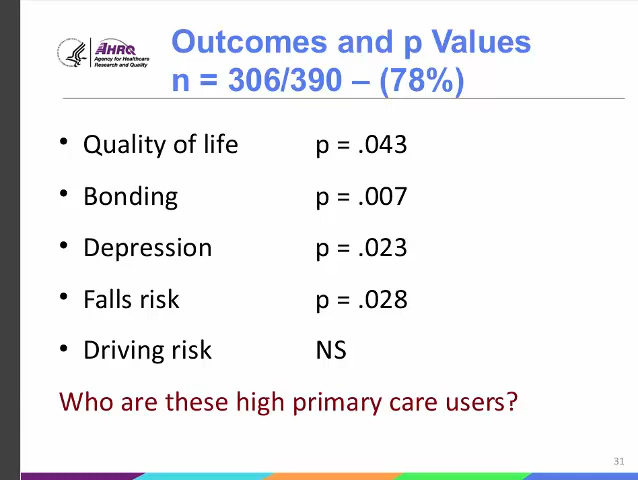 AHRQ
Agency for Healthcare
Research and Quality
Outcomes and p Values
n = 306/390 – (78%)
• Quality of life p = .043
• Bonding p = .007
• Depression p = .023
• Falls risk p = .028
• Driving risk NS
Who are these high primary care users?
31